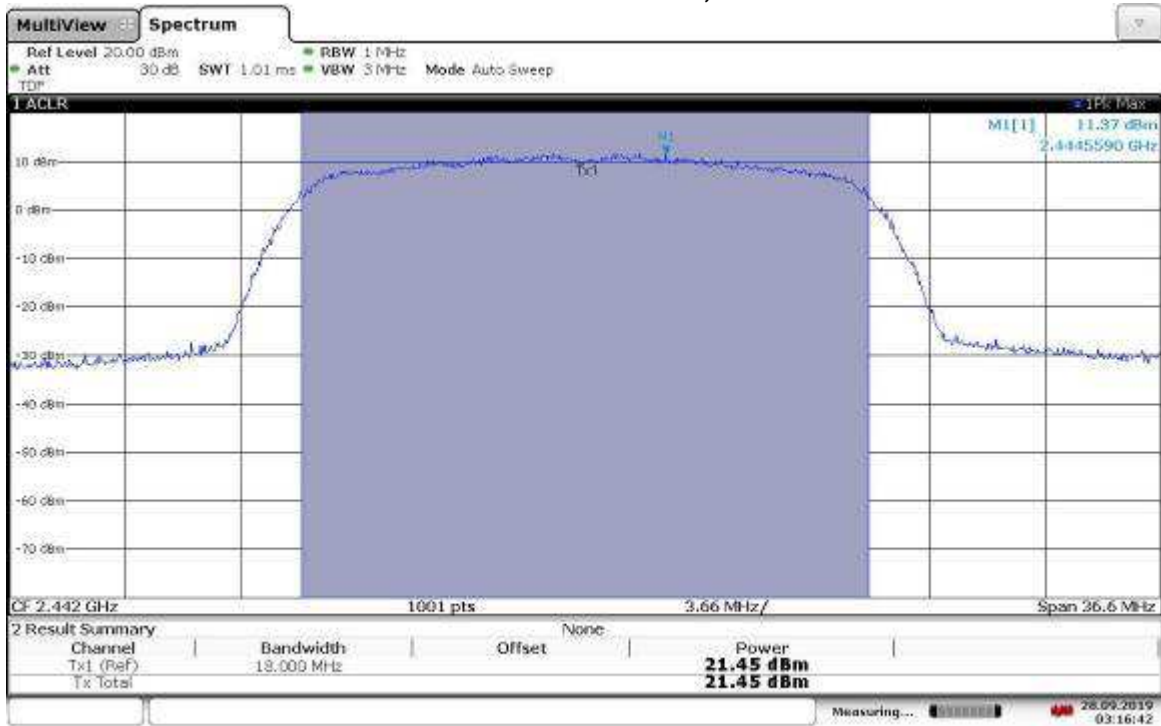 MultiView Spectrum
Ref Level 20.00 dBm RBW 1 MHz
Att 30 dB SWT 1.01 ms VBW 3 MHz Mode Auto Sweep
TDF
1 ACLR 1Pk Max
M1[1] 11.37 dBm
2.4445590 GHz
M1
10 dBm
Tx1
0 dBm
-10 dBm
-20 dBm
-30 dBm
-40 dBm
-50 dBm
-60 dBm
-70 dBm
CF 2.442 GHz 1001 pts 3.66 MHz/ Span 36.6 MHz
2 Result Summary None
Channel Bandwidth Offset Power
Tx1 (Ref) 18.000 MHz 21.45 dBm
Tx Total 21.45 dBm
Measuring... 28.09.2019
03:16:42